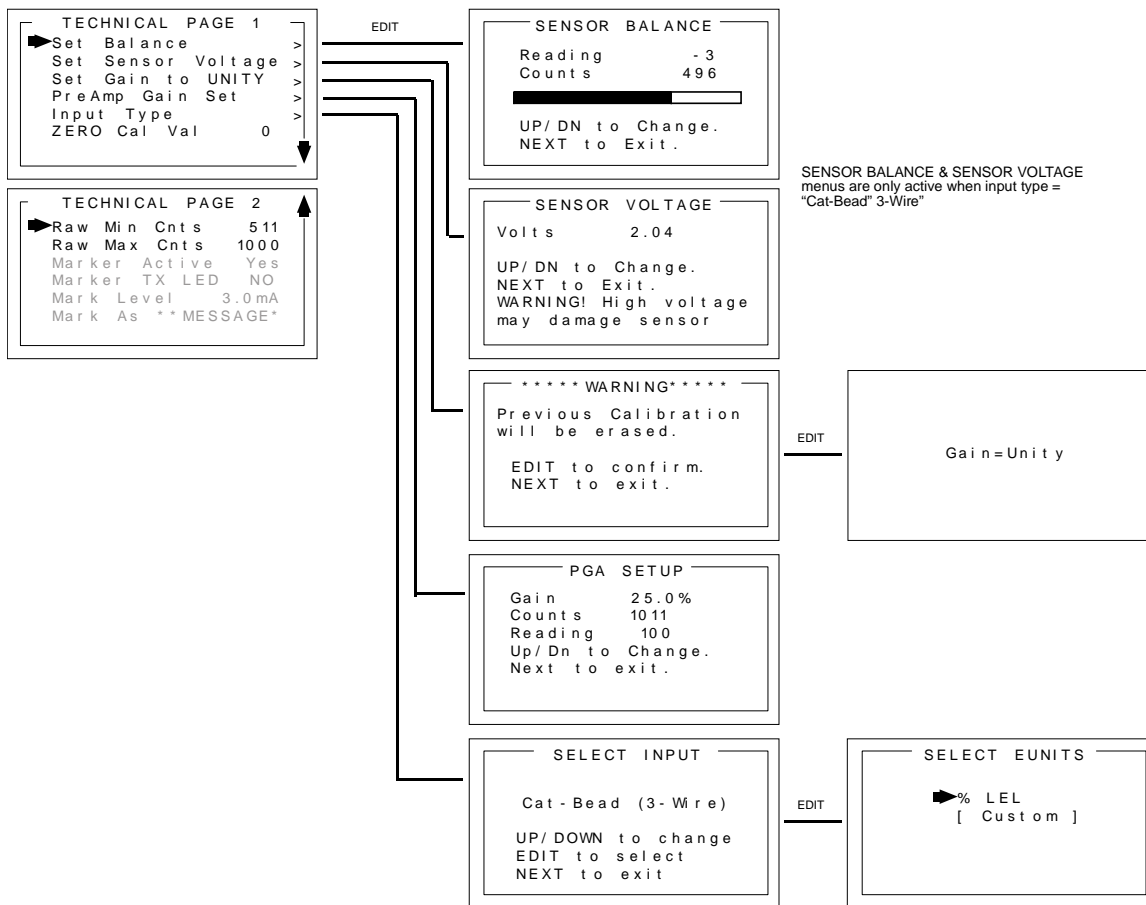 TECHNICAL PAGE 1
Set Balance >
Set Sensor Voltage >
Set Gain to UNITY >
PreAmp Gain Set >
Input Type >
ZERO Cal Val 0
EDIT
SENSOR BALANCE
Reading -3
Counts 496
UP/DN to Change.
NEXT to Exit.
SENSOR BALANCE & SENSOR VOLTAGE
menus are only active when input type =
“Cat-Bead” 3-Wire”
TECHNICAL PAGE 2
Raw Min Cnts 511
Raw Max Cnts 1000
Marker Active Yes
Marker TX LED NO
Mark Level 3.0mA
Mark As **MESSAGE*
SENSOR VOLTAGE
Volts 2.04
UP/DN to Change.
NEXT to Exit.
WARNING! High voltage
may damage sensor
*****WARNING*****
Previous Calibration
will be erased.
EDIT to confirm.
NEXT to exit.
EDIT
Gain=Unity
PGA SETUP
Gain 25.0%
Counts 1011
Reading 100
Up/Dn to Change.
Next to exit.
SELECT INPUT
Cat-Bead (3-Wire)
UP/DOWN to change
EDIT to select
NEXT to exit
EDIT
SELECT EUNITS
% LEL
[ Custom ]